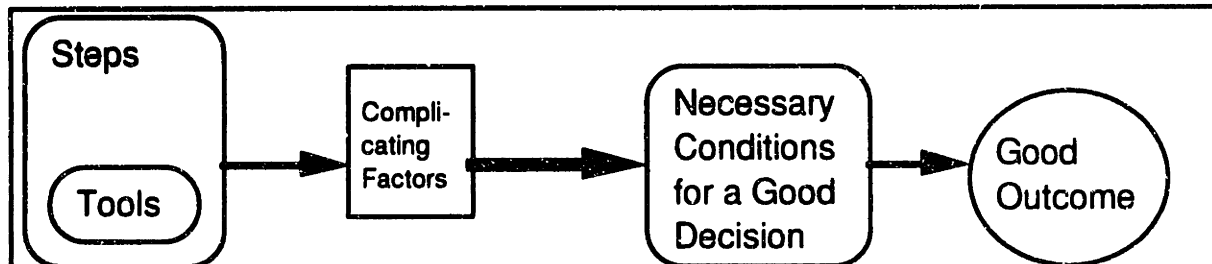 Steps
Tools
Compli-
cating
Factors
Necessary
Conditions
for a Good
Decision
Good
Outcome